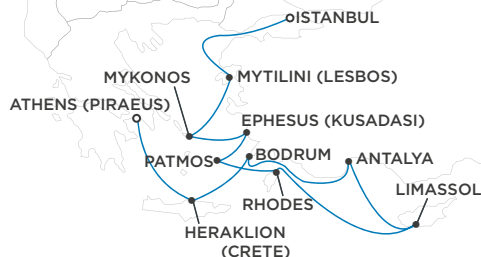 ISTANBUL
MYKONOS
MYTILINI (LESBOS)
ATHENS (PIRAEUS)
EPHESUS (KUSADASI)
PATMOS
BODRUM
ANTALYA
RHODES
LIMASSOL
HERAKLION
(CRETE)